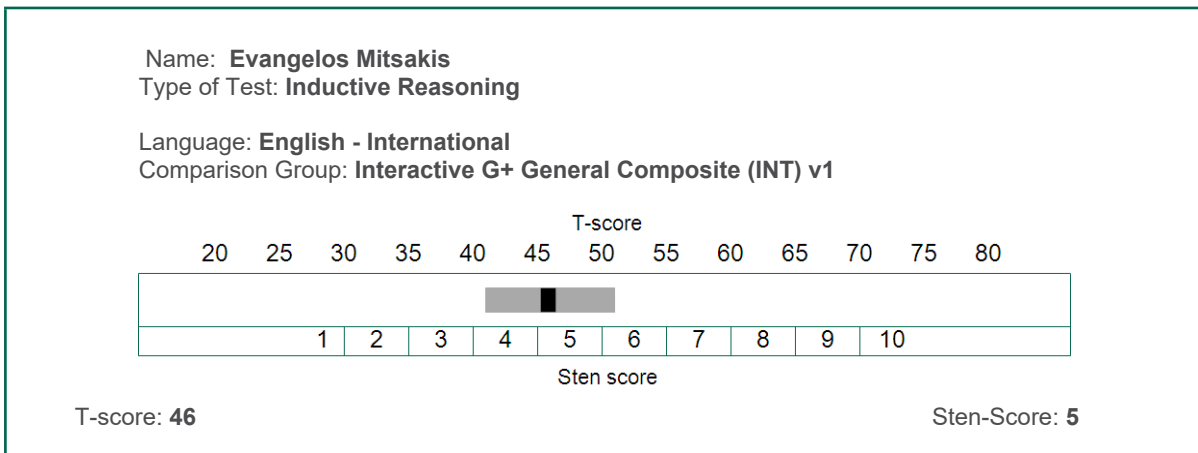 Name: Evangelos Mitsakis
Type of Test: Inductive Reasoning
Language: English - International
Comparison Group: Interactive G+ General Composite (INT) v1
T-score
20 25 30 35 40 45 50 55 60 65 70 75 80
1 2 3 4 5 6 7 8 9 10
Sten score
T-score: 46 Sten-Score: 5